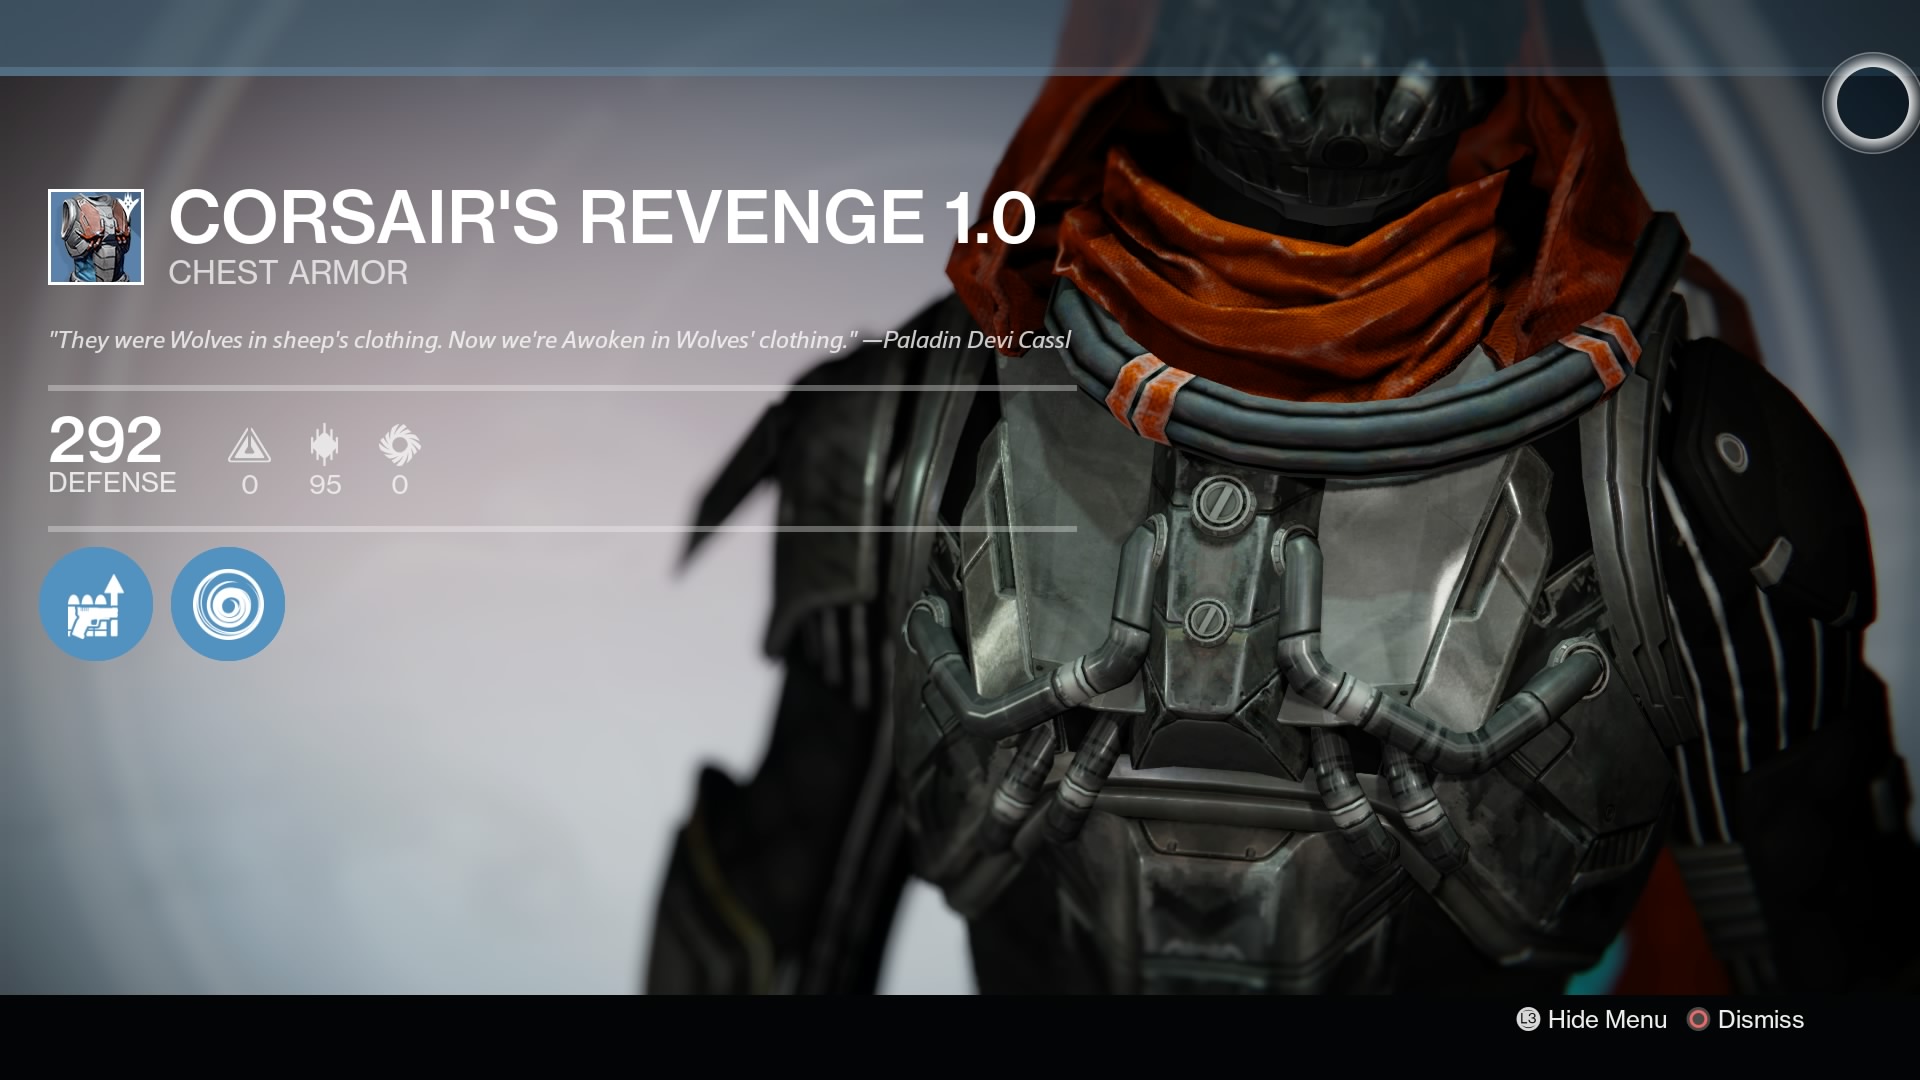 CORSAIR'S REVENGE 1.0
CHEST ARMOR
"They were Wolves in sheep's clothing. Now we're Awoken in Wolves' clothing." —Paladin Devi Cassl
292
DEFENSE
0 95 0
L3 Hide Menu Dismiss